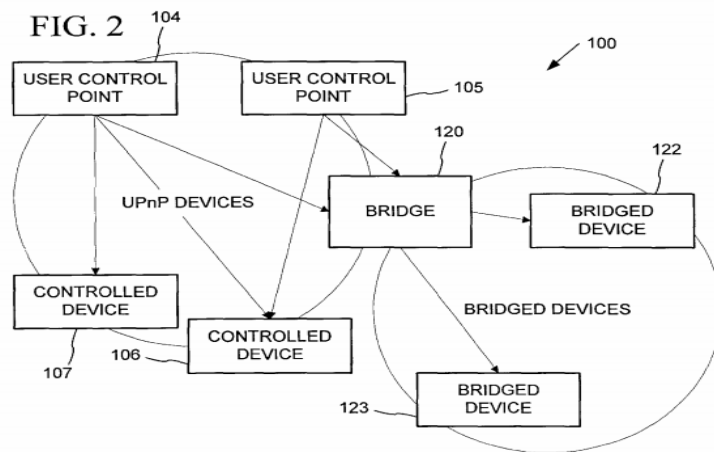 FIG. 2
104
USER CONTROL
POINT
USER CONTROL
POINT
105
100
120
122
UPnP DEVICES
BRIDGE
BRIDGED
DEVICE
CONTROLLED
DEVICE
107
CONTROLLED
DEVICE
106
BRIDGED DEVICES
BRIDGED
DEVICE
123